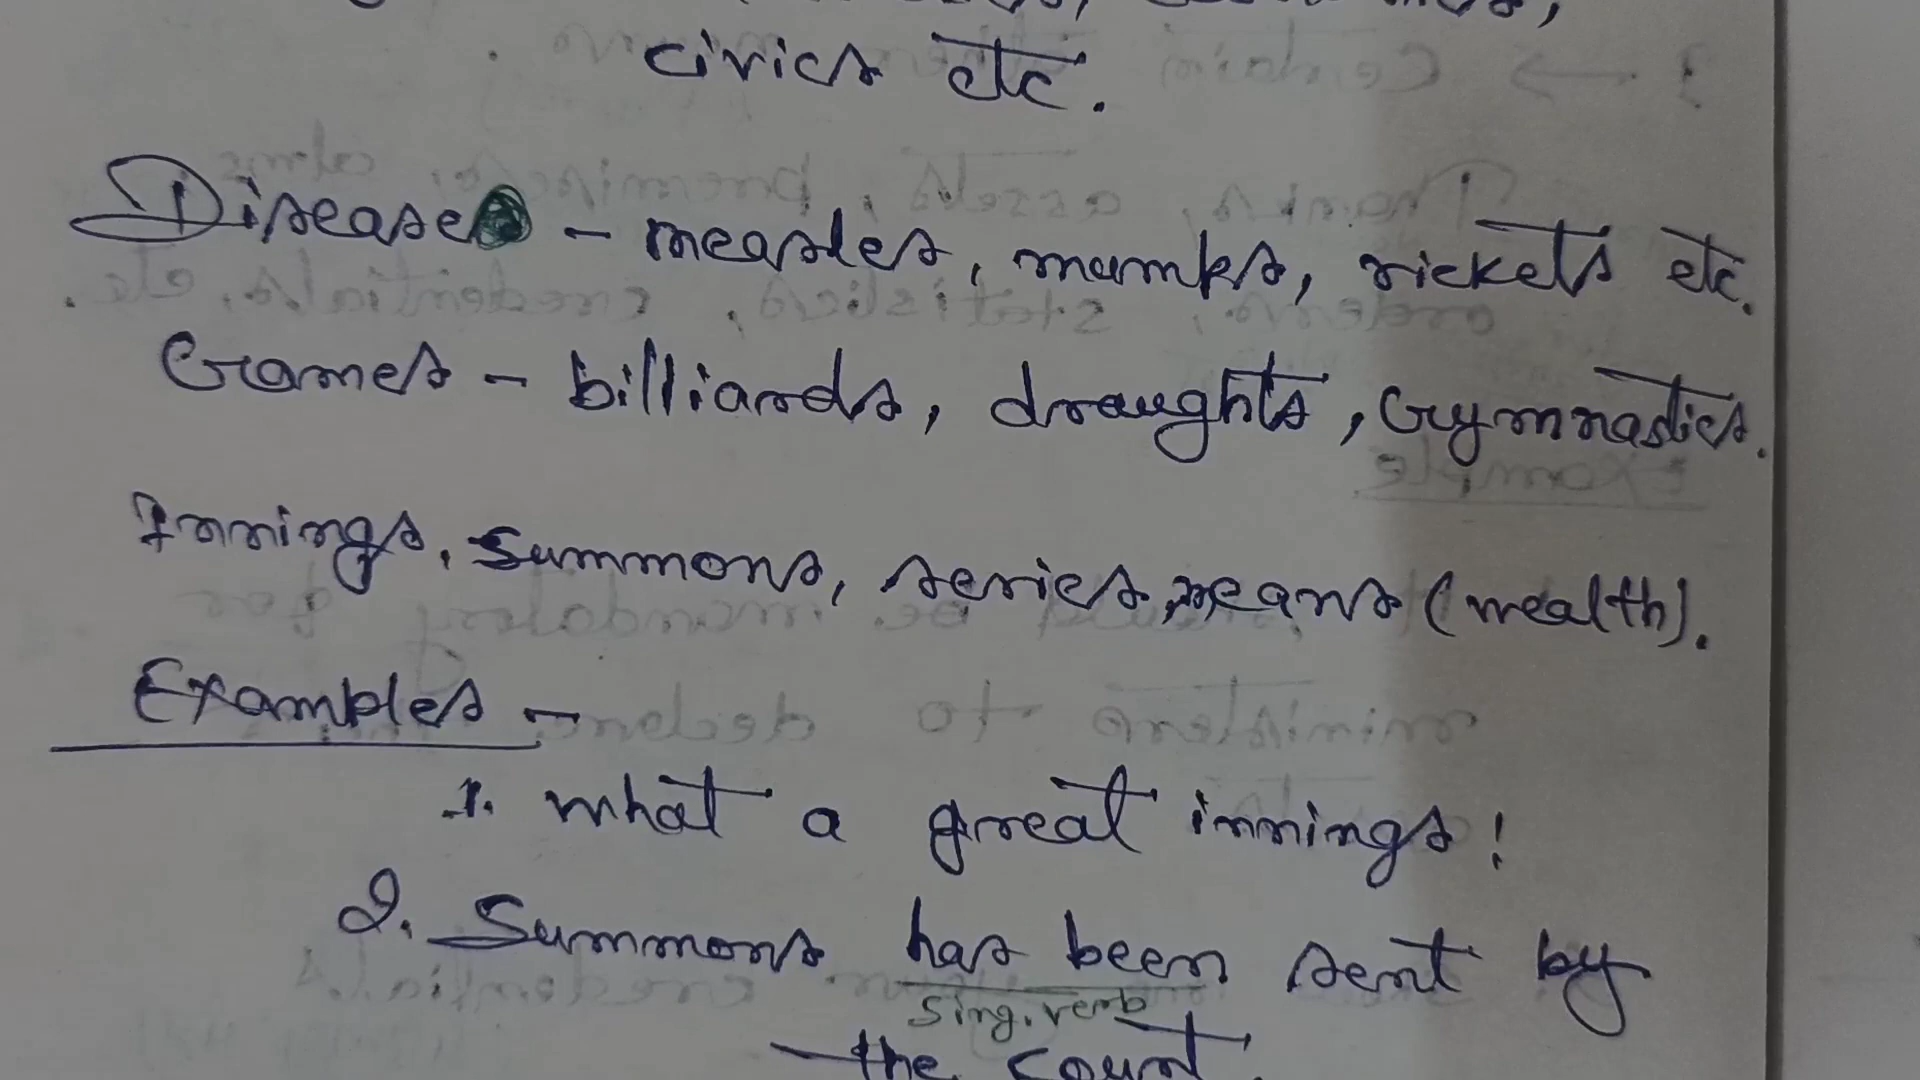 civics etc.
Diseases - measles, mumps, rickets etc.
Games - billiards, draughts, Gymnastics.
Innings, Summons, series, means (wealth).
Examples -
1. What a great innings!
2. Summons has been sent by
Sing. verb
the court.